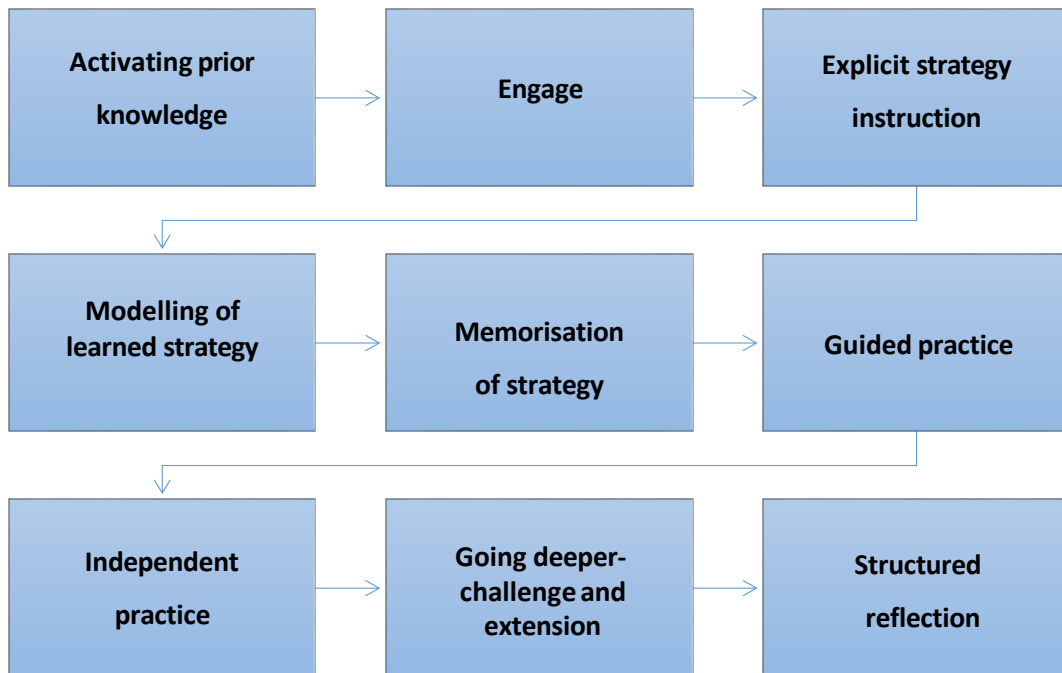 Activating prior
knowledge
Engage
Explicit strategy
instruction
Modelling of
learned strategy
Memorisation
of strategy
Guided practice
Independent
practice
Going deeper-
challenge and
extension
Structured
reflection